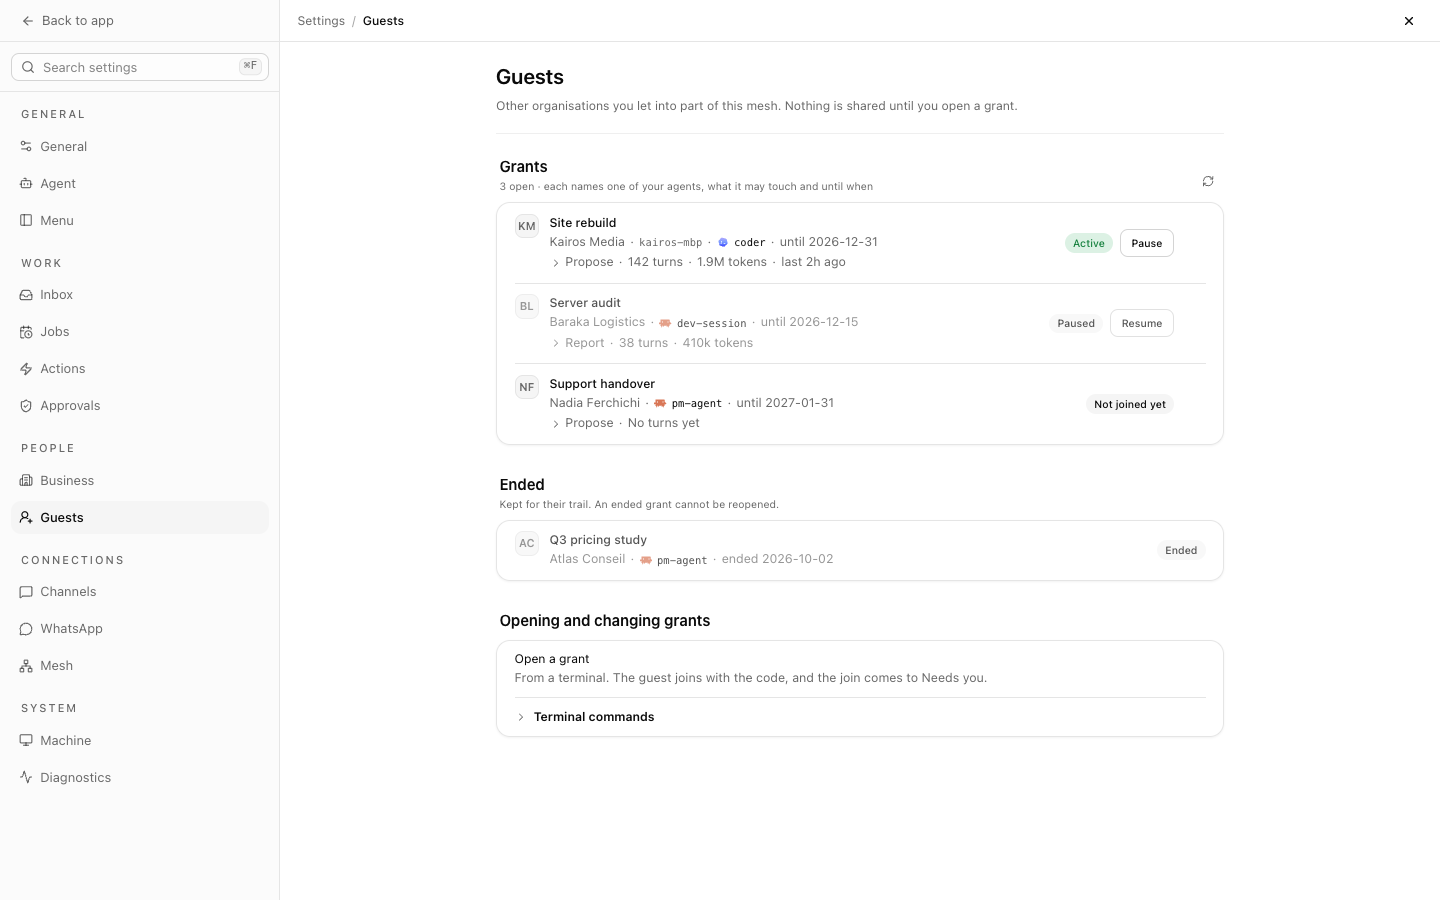 Back to app
Settings / Guests
Search settings
⌘F
GENERAL
General
Agent
Menu
WORK
Inbox
Jobs
Actions
Approvals
PEOPLE
Business
Guests
CONNECTIONS
Channels
WhatsApp
Mesh
SYSTEM
Machine
Diagnostics
Guests
Other organisations you let into part of this mesh. Nothing is shared until you open a grant.
Grants
3 open · each names one of your agents, what it may touch and until when
KM
Site rebuild
Kairos Media · kairos-mbp · coder · until 2026-12-31
Propose · 142 turns · 1.9M tokens · last 2h ago
Active
Pause
BL
Server audit
Baraka Logistics · dev-session · until 2026-12-15
Report · 38 turns · 410k tokens
Paused
Resume
NF
Support handover
Nadia Ferchichi · pm-agent · until 2027-01-31
Propose · No turns yet
Not joined yet
Ended
Kept for their trail. An ended grant cannot be reopened.
AC
Q3 pricing study
Atlas Conseil · pm-agent · ended 2026-10-02
Ended
Opening and changing grants
Open a grant
From a terminal. The guest joins with the code, and the join comes to Needs you.
Terminal commands